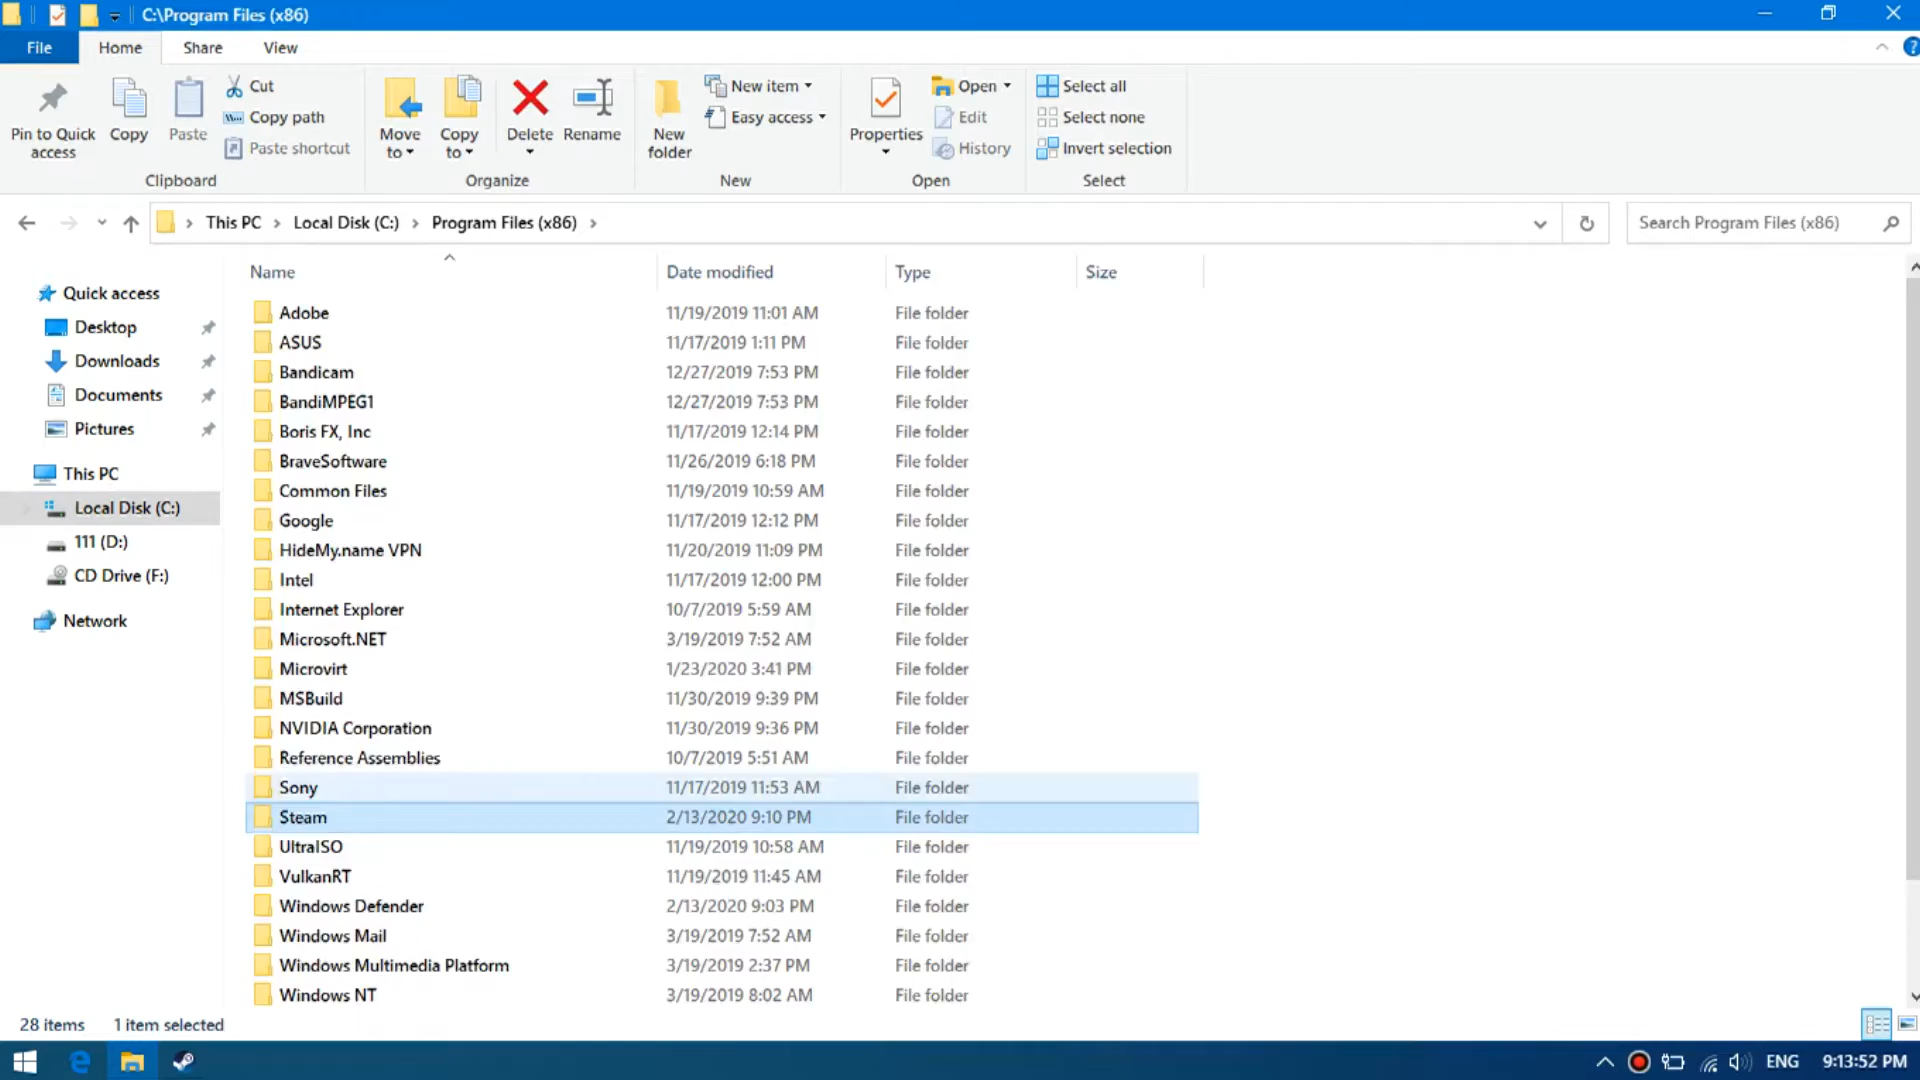 C:\Program Files (x86)
File Home Share View
Pin to Quick access
Copy
Paste
Cut
Copy path
Paste shortcut
Clipboard
Move to
Copy to
Delete
Rename
Organize
New folder
New item
Easy access
New
Properties
Open
Edit
History
Open
Select all
Select none
Invert selection
Select
This PC Local Disk (C:) Program Files (x86)
Search Program Files (x86)
Quick access
Desktop
Downloads
Documents
Pictures
This PC
Local Disk (C:)
111 (D:)
CD Drive (F:)
Network
Name Date modified Type Size
Adobe 11/19/2019 11:01 AM File folder
ASUS 11/17/2019 1:11 PM File folder
Bandicam 12/27/2019 7:53 PM File folder
BandiMPEG1 12/27/2019 7:53 PM File folder
Boris FX, Inc 11/17/2019 12:14 PM File folder
BraveSoftware 11/26/2019 6:18 PM File folder
Common Files 11/19/2019 10:59 AM File folder
Google 11/17/2019 12:12 PM File folder
HideMy.name VPN 11/20/2019 11:09 PM File folder
Intel 11/17/2019 12:00 PM File folder
Internet Explorer 10/7/2019 5:59 AM File folder
Microsoft.NET 3/19/2019 7:52 AM File folder
Microvirt 1/23/2020 3:41 PM File folder
MSBuild 11/30/2019 9:39 PM File folder
NVIDIA Corporation 11/30/2019 9:36 PM File folder
Reference Assemblies 10/7/2019 5:51 AM File folder
Sony 11/17/2019 11:53 AM File folder
Steam 2/13/2020 9:10 PM File folder
UltraISO 11/19/2019 10:58 AM File folder
VulkanRT 11/19/2019 11:45 AM File folder
Windows Defender 2/13/2020 9:03 PM File folder
Windows Mail 3/19/2019 7:52 AM File folder
Windows Multimedia Platform 3/19/2019 2:37 PM File folder
Windows NT 3/19/2019 8:02 AM File folder
28 items 1 item selected
ENG 9:13:52 PM